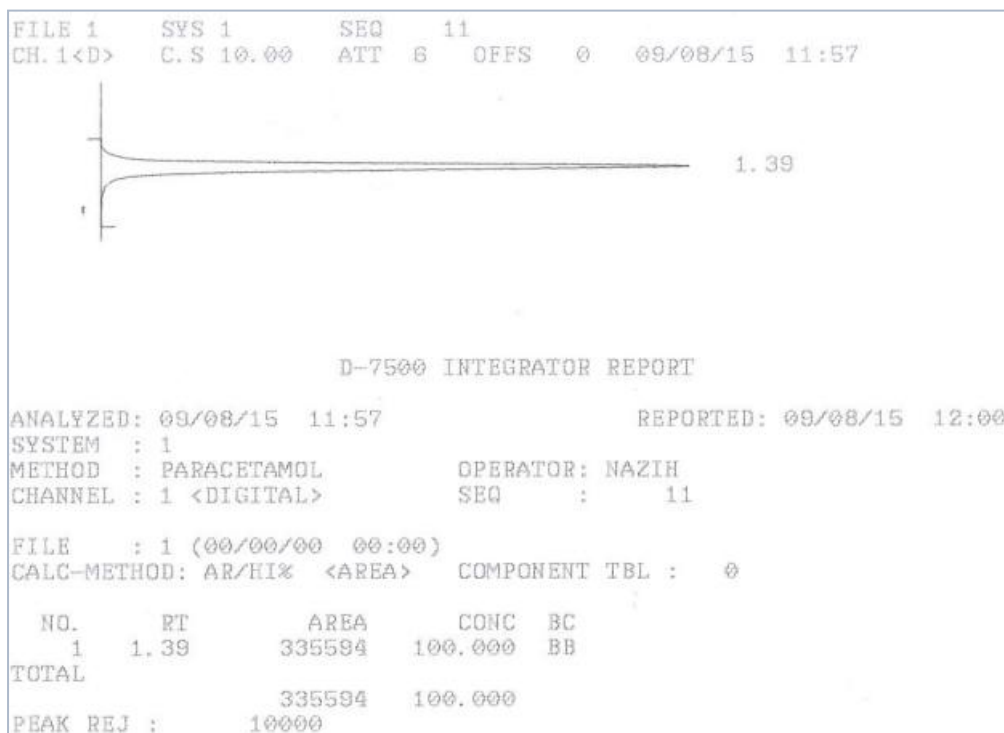 FILE 1 SYS 1 SEQ 11
CH.1<D> C.S 10.00 ATT 6 OFFS 0 09/08/15 11:57
1.39
D-7500 INTEGRATOR REPORT
ANALYZED: 09/08/15 11:57 REPORTED: 09/08/15 12:00
SYSTEM : 1
METHOD : PARACETAMOL OPERATOR: NAZIH
CHANNEL : 1 <DIGITAL> SEQ : 11
FILE : 1 (00/00/00 00:00)
CALC-METHOD: AR/HI% <AREA> COMPONENT TBL : 0
NO. RT AREA CONC BC
1 1.39 335594 100.000 BB
TOTAL
335594 100.000
PEAK REJ : 10000